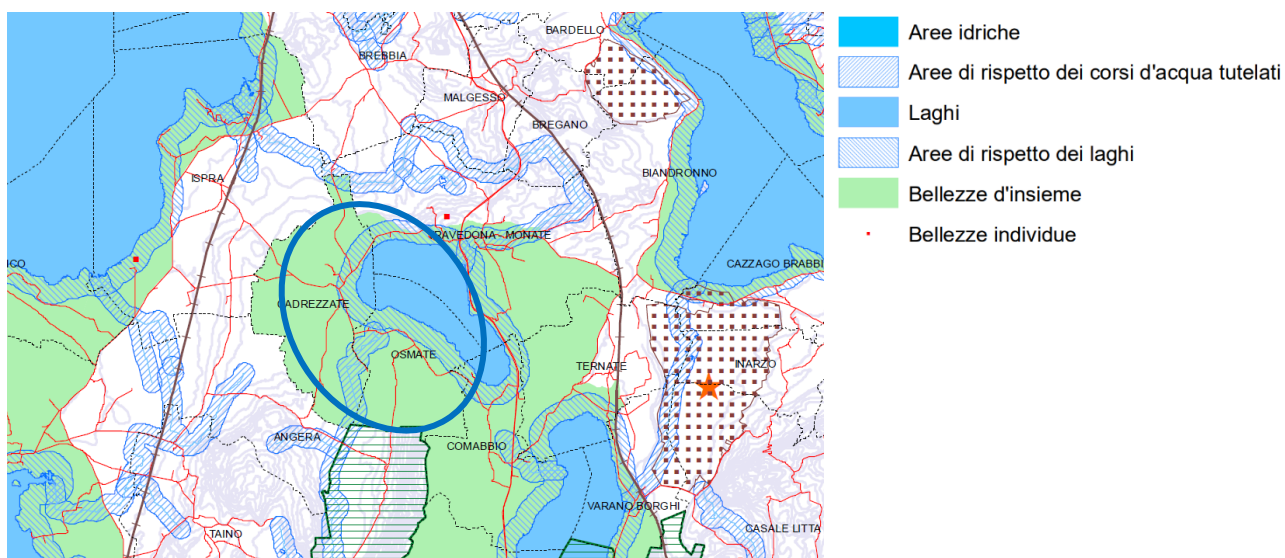 BARDELLO
BREBBIA
MALGESSO
BREGANO
BIANDRONNO
ISPRA
TRAVEDONA - MONATE
CAZZAGO BRABBI
ICO
CADREZZATE
OSMATE
TERNATE
INARZO
ANGERA
COMABBIO
VARANO BORGHI
CASALE LITTA
TAINO
Aree idriche
Aree di rispetto dei corsi d'acqua tutelati
Laghi
Aree di rispetto dei laghi
Bellezze d'insieme
Bellezze individue